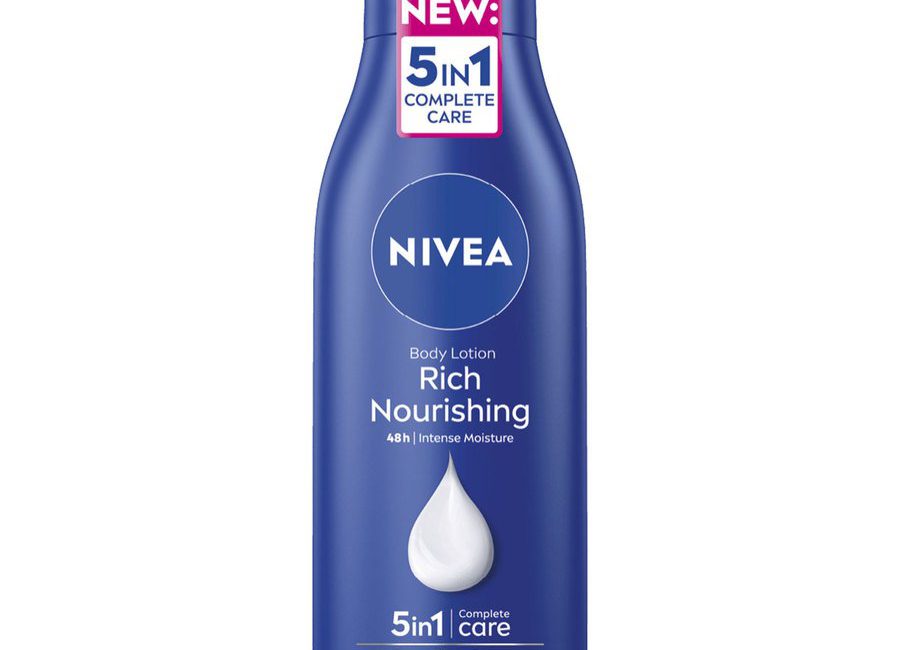 NEW:
5IN1
COMPLETE
CARE
NIVEA
Body Lotion
Rich
Nourishing
48h | Intense Moisture
5in1 | Complete care